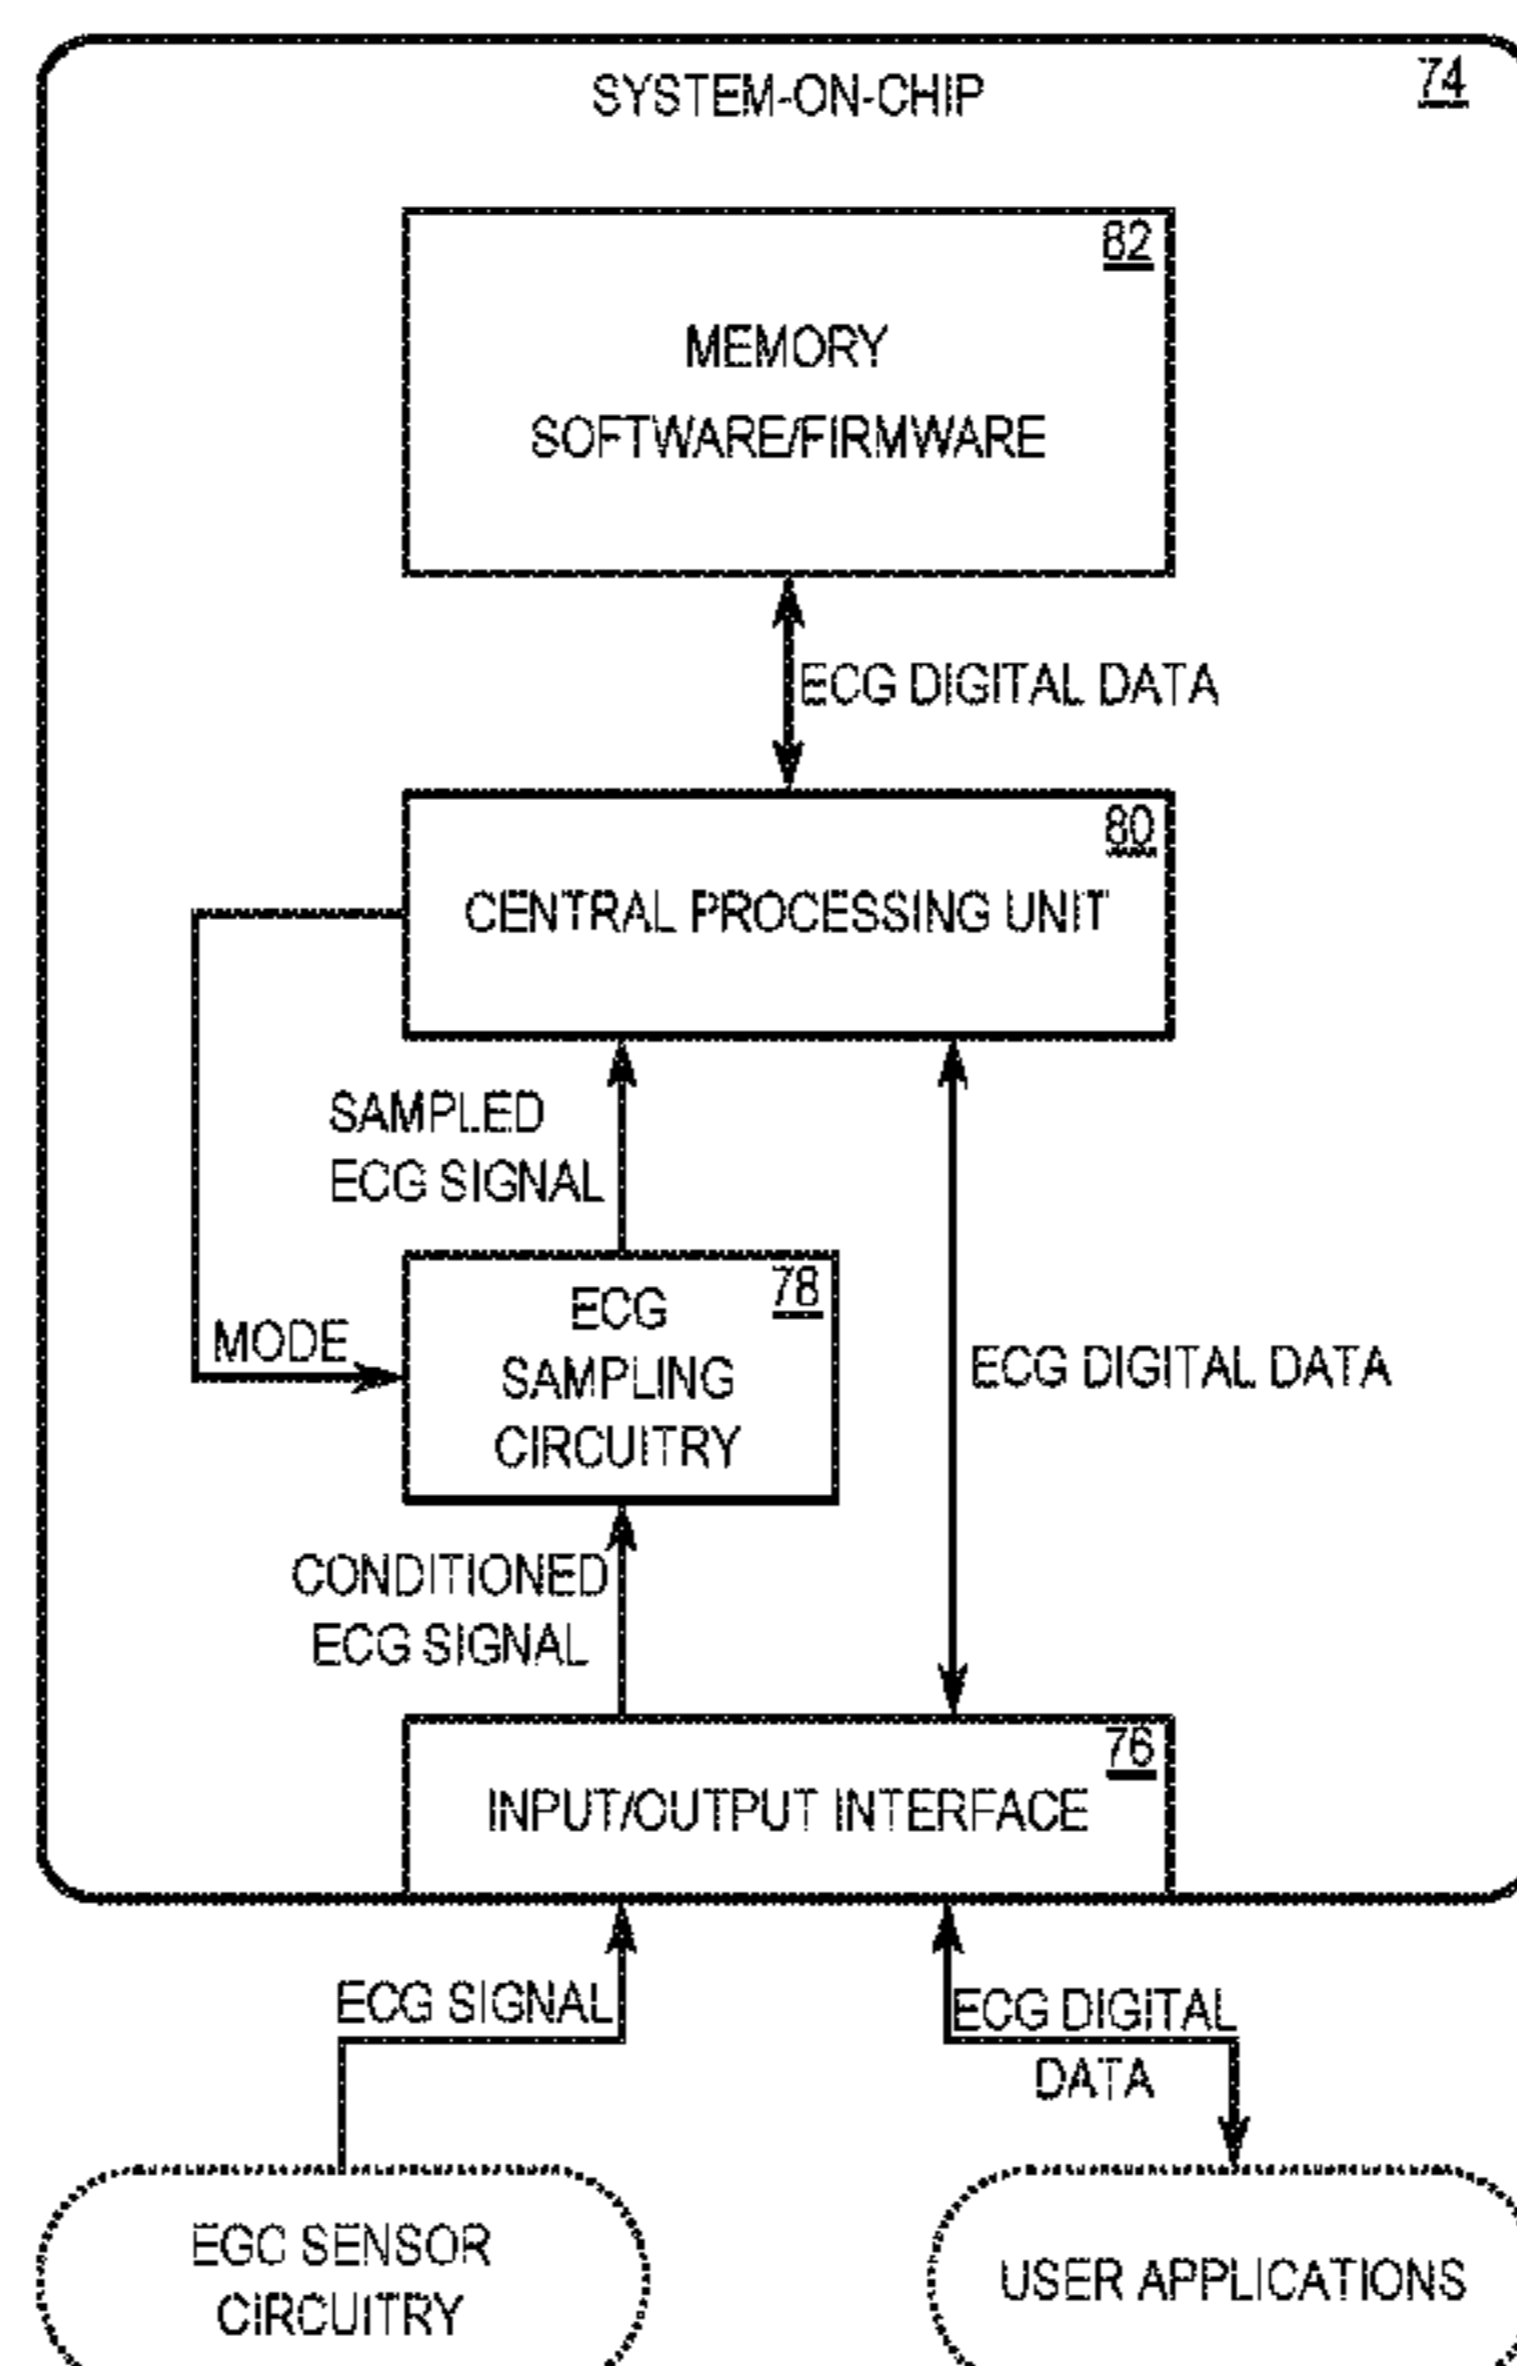 SYSTEM-ON-CHIP
74
82
MEMORY
SOFTWARE/FIRMWARE
ECG DIGITAL DATA
80
CENTRAL PROCESSING UNIT
SAMPLED
ECG SIGNAL
78
ECG
SAMPLING
CIRCUITRY
MODE
ECG DIGITAL DATA
CONDITIONED
ECG SIGNAL
76
INPUT/OUTPUT INTERFACE
ECG SIGNAL
ECG DIGITAL
DATA
EGC SENSOR
CIRCUITRY
USER APPLICATIONS